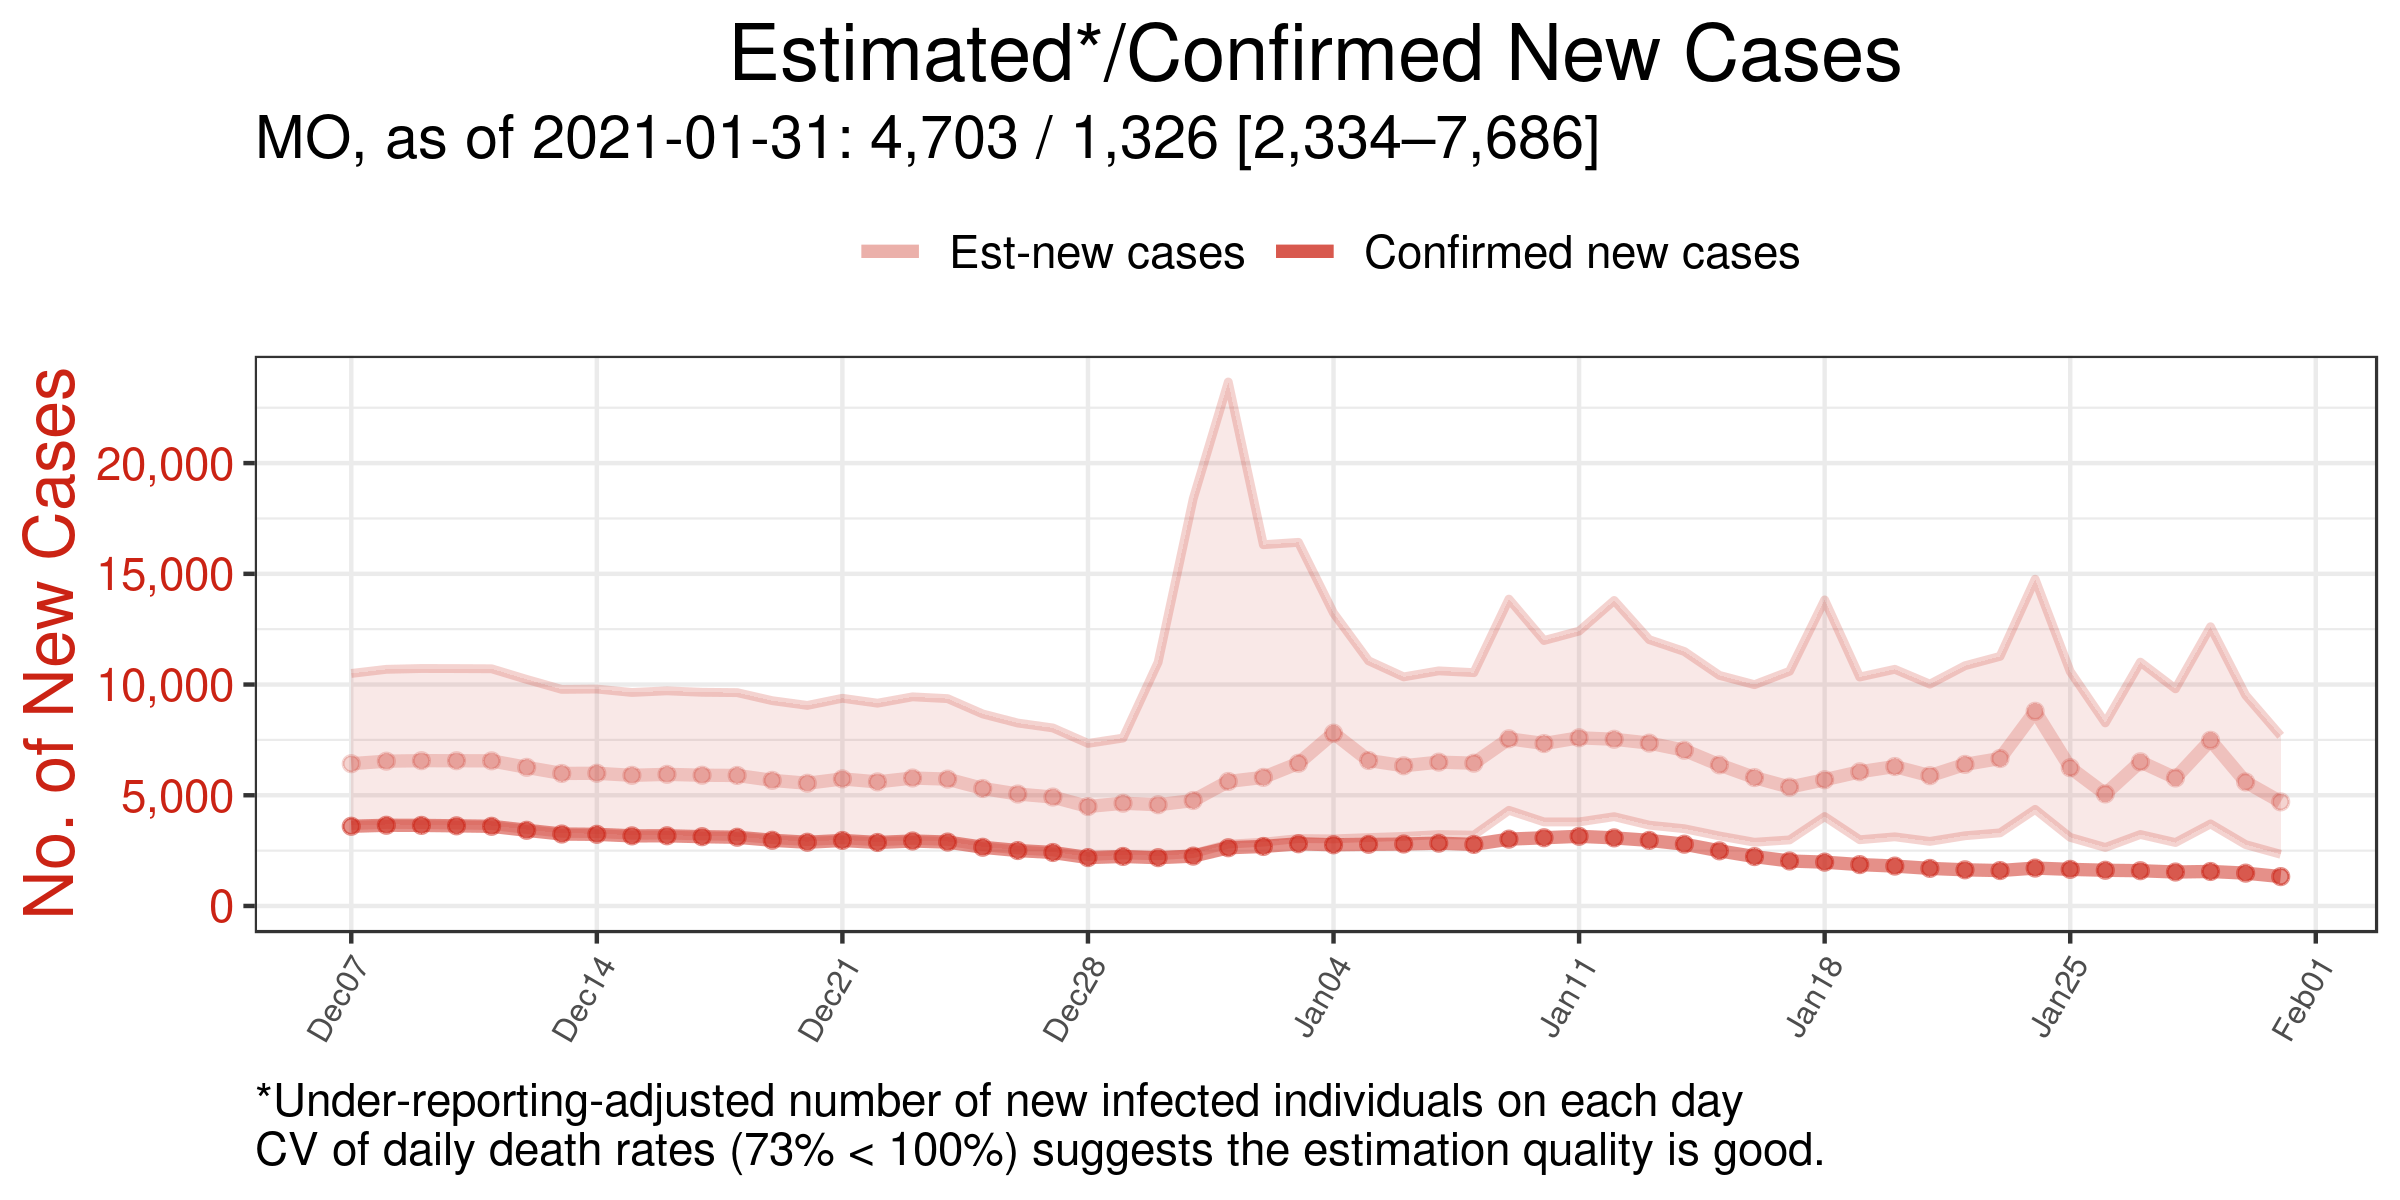 Estimated*/Confirmed New Cases
MO, as of 2021-01-31: 4,703 / 1,326 [2,334–7,686]
Est-new cases
Confirmed new cases
No. of New Cases
20,000
15,000
10,000
5,000
0
Dec07
Dec14
Dec21
Dec28
Jan04
Jan11
Jan18
Jan25
Feb01
*Under-reporting-adjusted number of new infected individuals on each day
CV of daily death rates (73% < 100%) suggests the estimation quality is good.